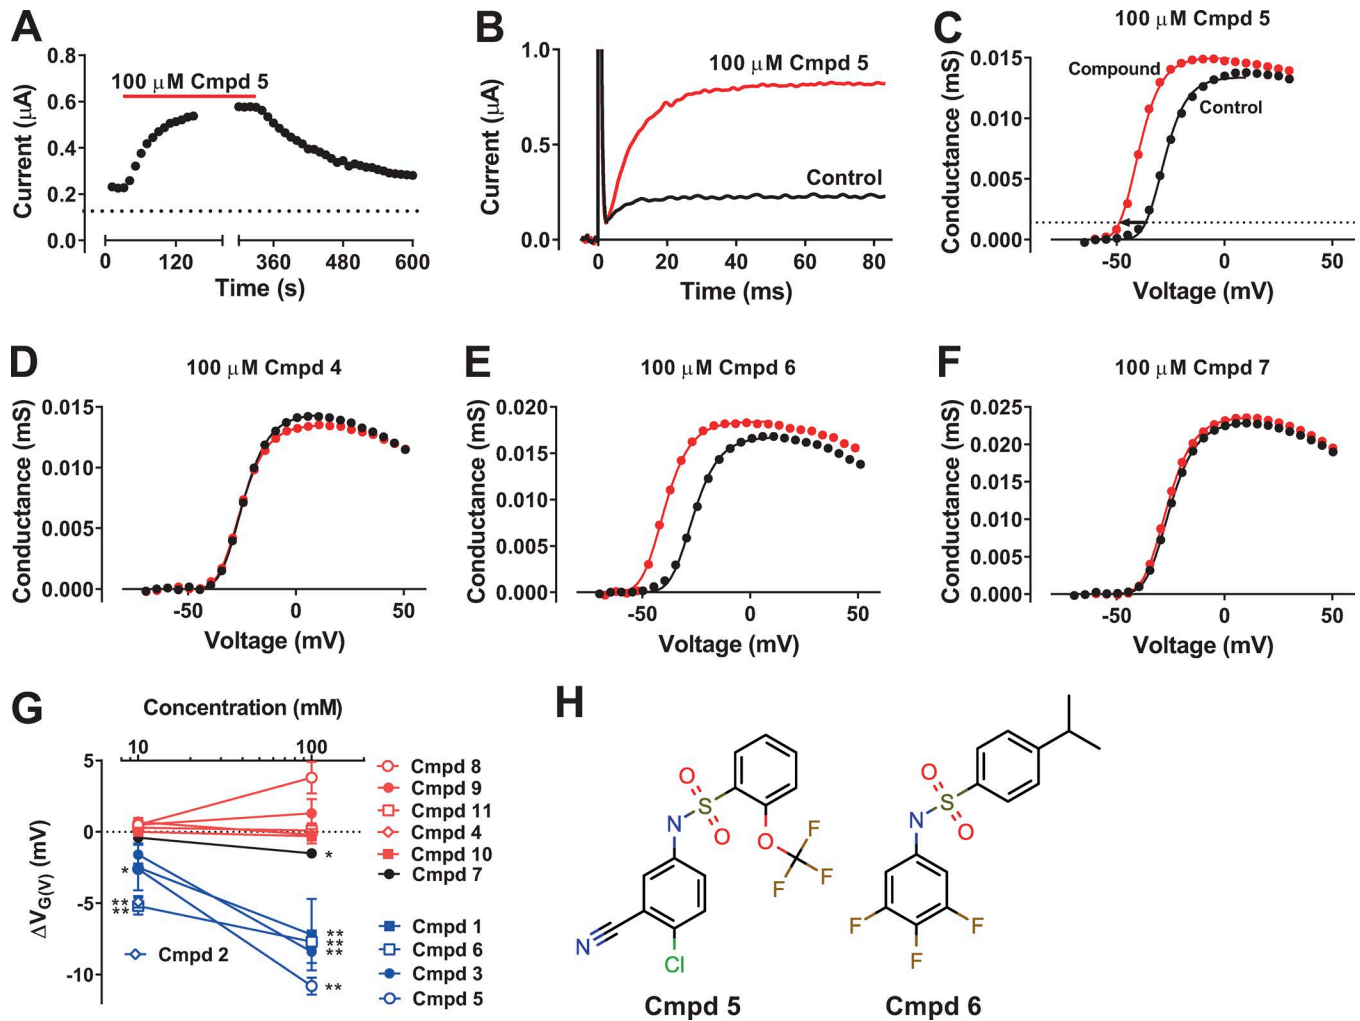 A
0.8
0.6
0.4
0.2
0.0
Current (μA)
100 μM Cmpd 5
0
120
360
480
600
Time (s)
B
1.0
0.5
0.0
Current (μA)
100 μM Cmpd 5
Control
0
20
40
60
80
Time (ms)
C
100 μM Cmpd 5
0.015
0.010
0.005
0.000
Conductance (mS)
Compound
Control
-50
0
50
Voltage (mV)
D
100 μM Cmpd 4
0.015
0.010
0.005
0.000
Conductance (mS)
-50
0
50
Voltage (mV)
E
100 μM Cmpd 6
0.020
0.015
0.010
0.005
0.000
Conductance (mS)
-50
0
50
Voltage (mV)
F
100 μM Cmpd 7
0.025
0.020
0.015
0.010
0.005
0.000
Conductance (mS)
-50
0
50
Voltage (mV)
G
Concentration (mM)
10
100
5
0
-5
-10
ΔV_G(V) (mV)
*
*
**
**
**
**
**
**
Cmpd 2
Cmpd 8
Cmpd 9
Cmpd 11
Cmpd 4
Cmpd 10
Cmpd 7
Cmpd 1
Cmpd 6
Cmpd 3
Cmpd 5
H
O
S
O
N
O
F
F
F
N
Cl
Cmpd 5
O
S
O
N
F
F
F
Cmpd 6